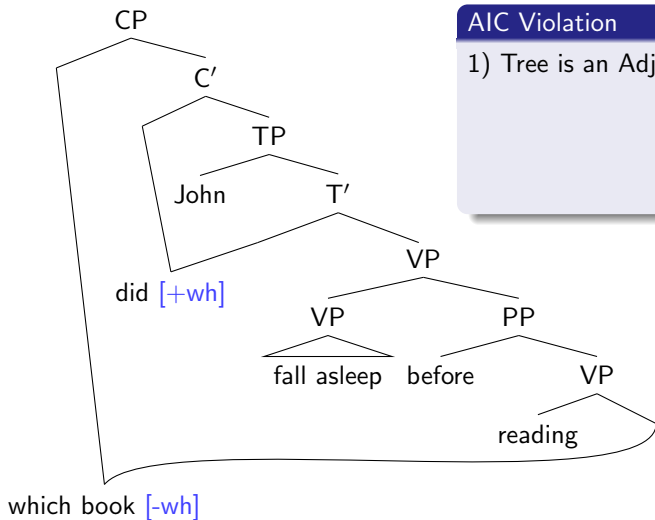 CP
AIC Violation
1) Tree is an Adj
C′
TP
John T′
did [+wh] VP
VP PP
fall asleep before VP
reading
which book [-wh]